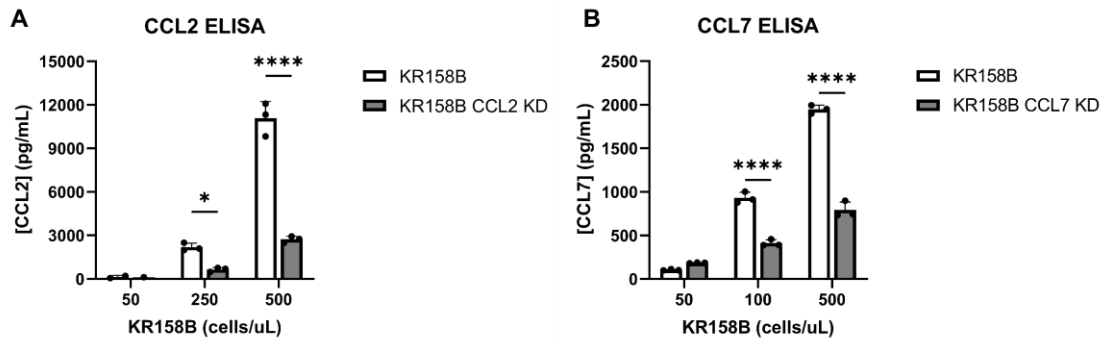 A
CCL2 ELISA
[CCL2] (pg/mL)
15000
12000
9000
6000
3000
0
*
****
50 250 500
KR158B (cells/uL)
KR158B
KR158B CCL2 KD
B
CCL7 ELISA
[CCL7] (pg/mL)
2500
2000
1500
1000
500
0
****
****
50 100 500
KR158B (cells/uL)
KR158B
KR158B CCL7 KD